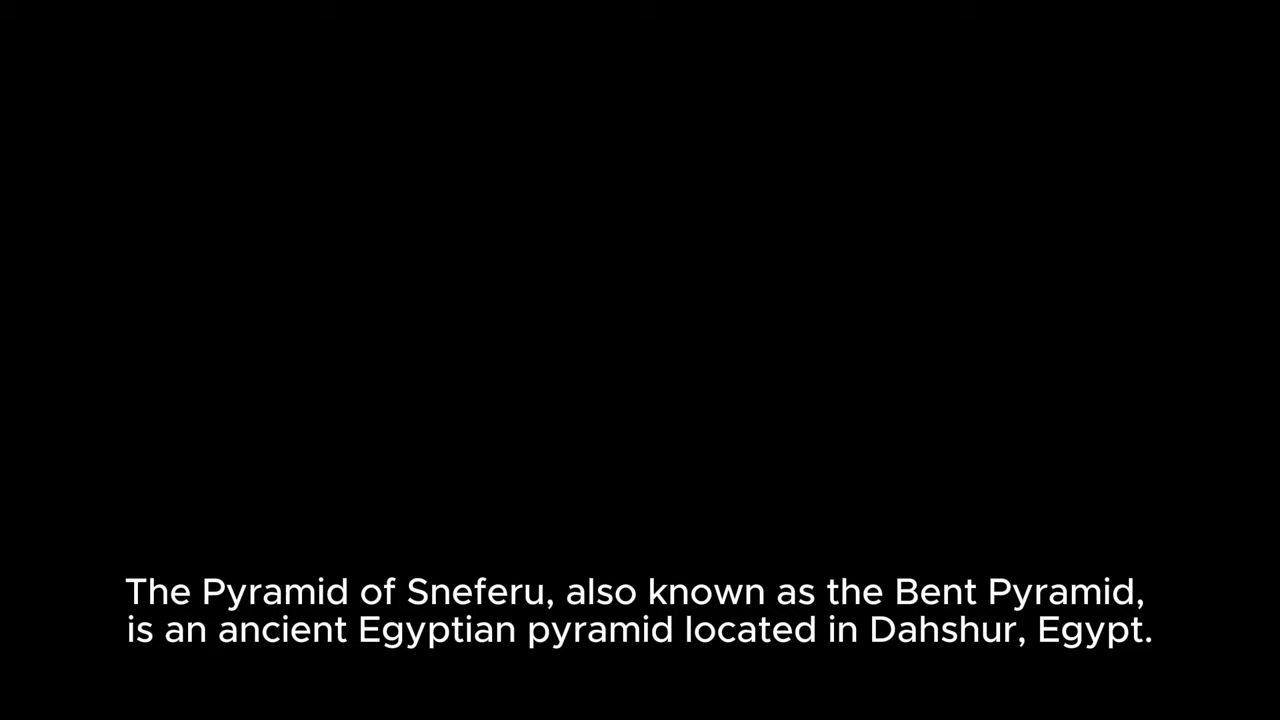 The Pyramid of Sneferu, also known as the Bent Pyramid,
is an ancient Egyptian pyramid located in Dahshur, Egypt.